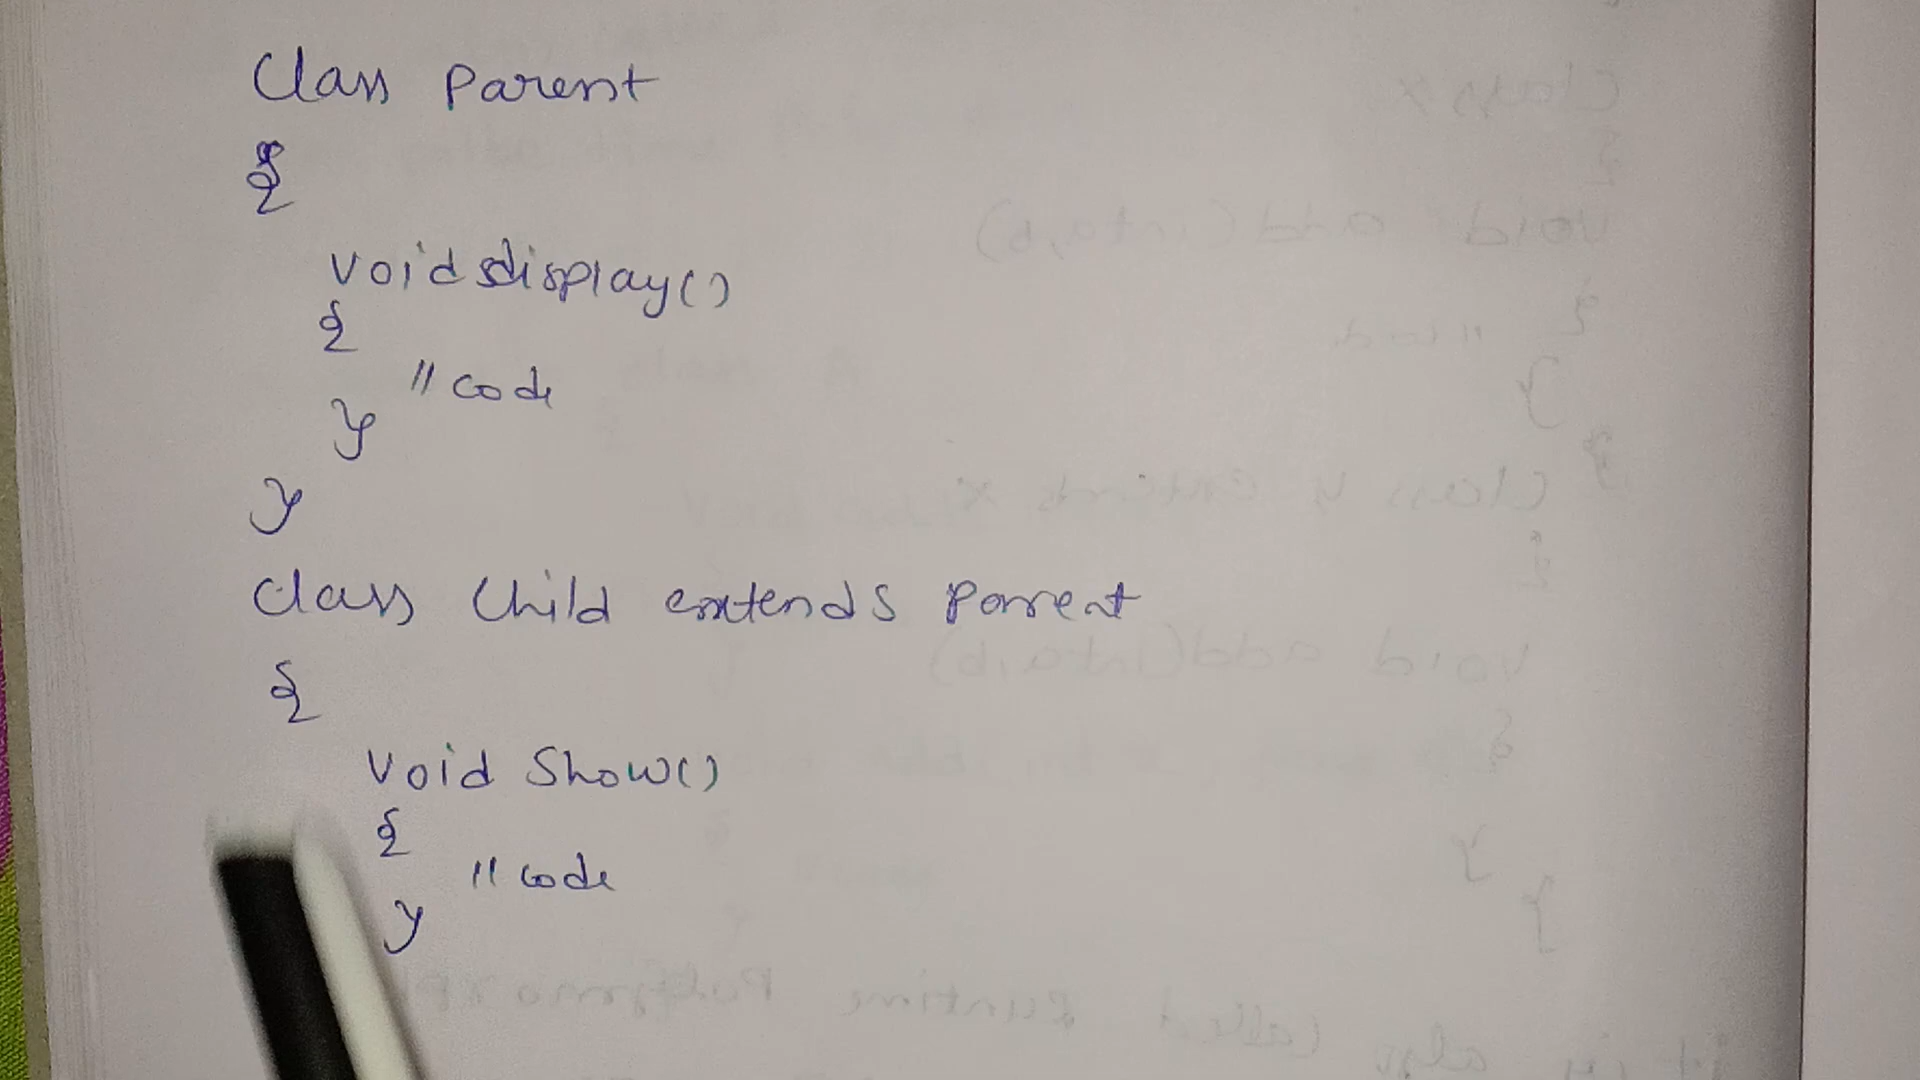 Class Parent
{
void display()
{
// code
}
}
class Child extends Parent
{
void Show()
{
// code
}